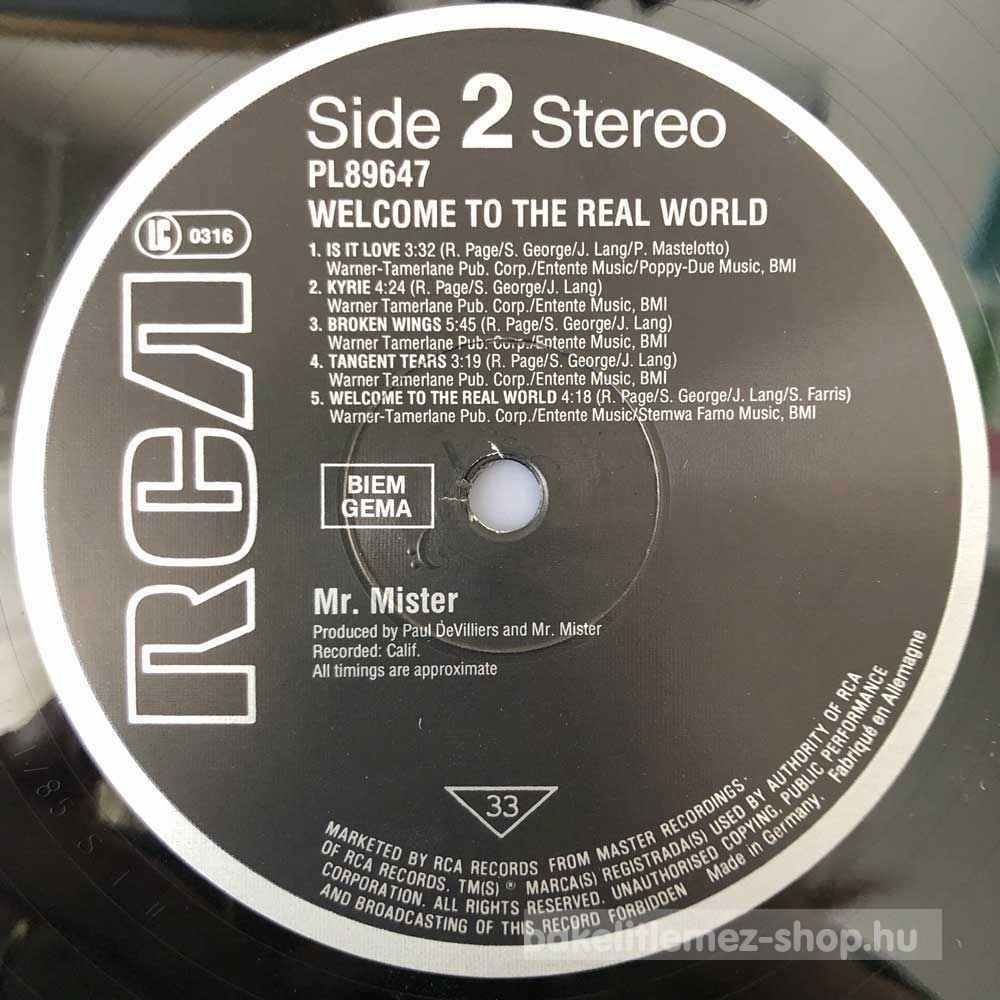 Side 2 Stereo
PL89647
WELCOME TO THE REAL WORLD
1. IS IT LOVE 3:32 (R. Page/S. George/J. Lang/P. Mastelotto)
Warner-Tamerlane Pub. Corp./Entente Music/Poppy-Due Music, BMI
2. KYRIE 4:24 (R. Page/S. George/J. Lang)
Warner Tamerlane Pub. Corp./Entente Music, BMI
3. BROKEN WINGS 5:45 (R. Page/S. George/J. Lang)
Warner Tamerlane Pub. Corp./Entente Music, BMI
4. TANGENT TEARS 3:19 (R. Page/S. George/J. Lang)
Warner Tamerlane Pub. Corp./Entente Music, BMI
5. WELCOME TO THE REAL WORLD 4:18 (R. Page/S. George/J. Lang/S. Farris)
Warner-Tamerlane Pub. Corp./Entente Music/Stemwa Famo Music, BMI
LC 0316
RCA
BIEM
GEMA
Mr. Mister
Produced by Paul DeVilliers and Mr. Mister
Recorded: Calif.
All timings are approximate
33
MARKETED BY RCA RECORDS FROM MASTER RECORDINGS
OF RCA RECORDS. TM(S) ® MARCA(S) REGISTRADA(S) USED BY AUTHORITY OF RCA
CORPORATION. ALL RIGHTS RESERVED. UNAUTHORISED COPYING, PUBLIC PERFORMANCE
AND BROADCASTING OF THIS RECORD FORBIDDEN Made in Germany. Fabriqué en Allemagne
bakelitlemez-shop.hu